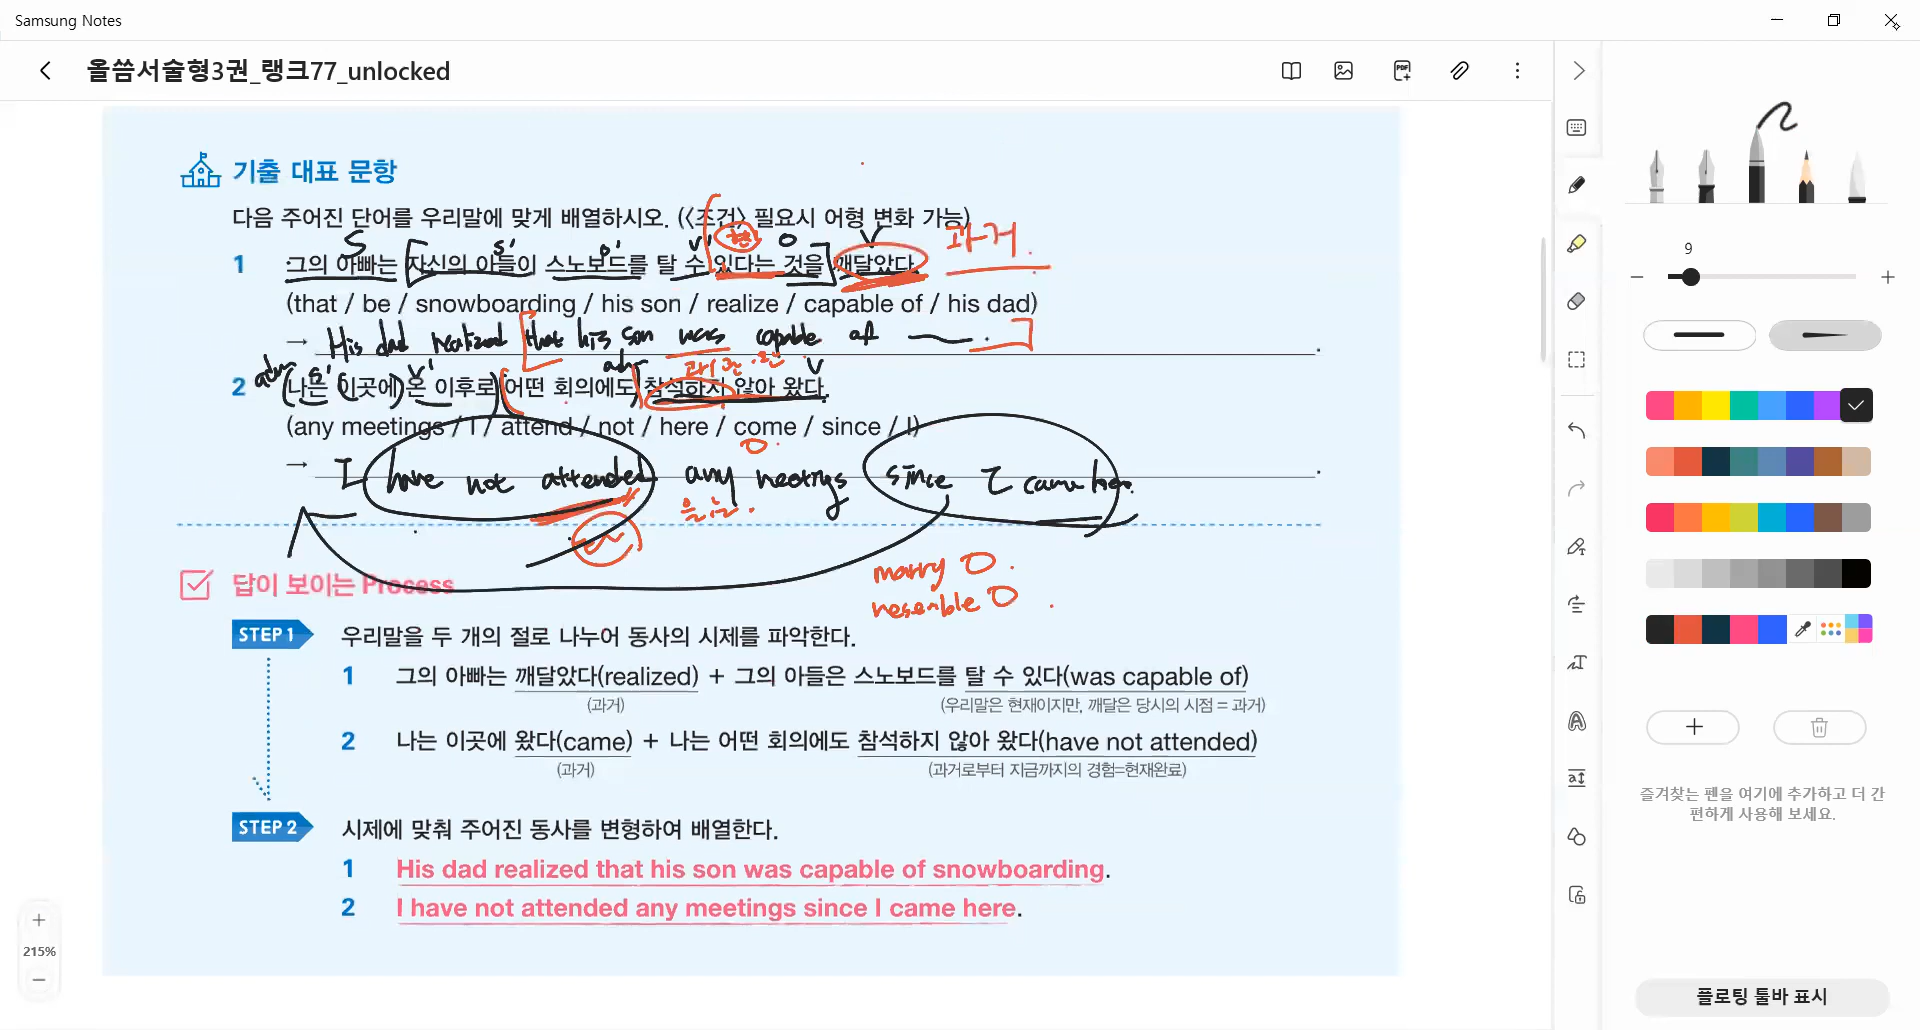 Samsung Notes
올씀서술형3권_랭크77_unlocked
기출 대표 문항
다음 주어진 단어를 우리말에 맞게 배열하시오. (<조건> 필요시 어형 변화 가능)
S s' o' v' 현 O V 과거
1 그의 아빠는 자신의 아들이 스노보드를 탈 수 있다는 것을 깨달았다.
(that / be / snowboarding / his son / realize / capable of / his dad)
→ His dad realized that his son was capable of .
adv s' v' adv V
2 나는 이곳에 온 이후로 어떤 회의에도 참석하지 않아 왔다.
(any meetings / I / attend / not / here / come / since / I)
→ I have not attended any meetings since I came here.
을,를.
marry O.
resemble O
답이 보이는 Process
STEP 1 우리말을 두 개의 절로 나누어 동사의 시제를 파악한다.
1 그의 아빠는 깨달았다(realized) + 그의 아들은 스노보드를 탈 수 있다(was capable of)
(과거) (우리말은 현재이지만, 깨달은 당시의 시점 = 과거)
2 나는 이곳에 왔다(came) + 나는 어떤 회의에도 참석하지 않아 왔다(have not attended)
(과거) (과거로부터 지금까지의 경험=현재완료)
STEP 2 시제에 맞춰 주어진 동사를 변형하여 배열한다.
1 His dad realized that his son was capable of snowboarding.
2 I have not attended any meetings since I came here.
215%
9
즐겨찾는 펜을 여기에 추가하고 더 간
편하게 사용해 보세요.
플로팅 툴바 표시